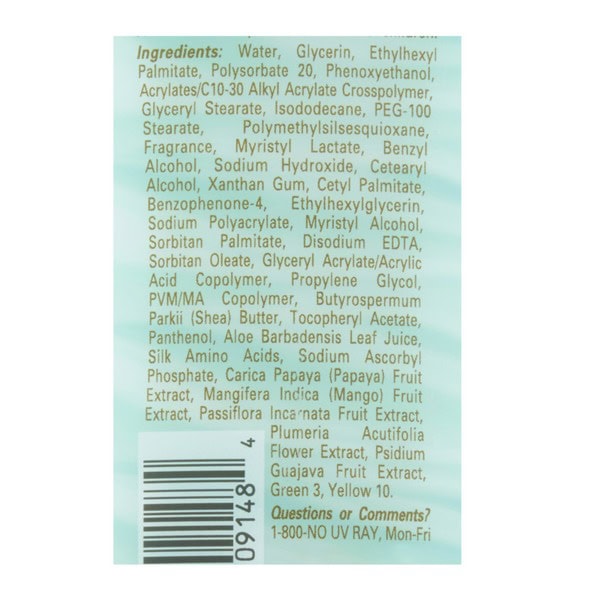 Ingredients: Water, Glycerin, Ethylhexyl
Palmitate, Polysorbate 20, Phenoxyethanol,
Acrylates/C10-30 Alkyl Acrylate Crosspolymer,
Glyceryl Stearate, Isododecane, PEG-100
Stearate, Polymethylsilsesquioxane,
Fragrance, Myristyl Lactate, Benzyl
Alcohol, Sodium Hydroxide, Cetearyl
Alcohol, Xanthan Gum, Cetyl Palmitate,
Benzophenone-4, Ethylhexylglycerin,
Sodium Polyacrylate, Myristyl Alcohol,
Sorbitan Palmitate, Disodium EDTA,
Sorbitan Oleate, Glyceryl Acrylate/Acrylic
Acid Copolymer, Propylene Glycol,
PVM/MA Copolymer, Butyrospermum
Parkii (Shea) Butter, Tocopheryl Acetate,
Panthenol, Aloe Barbadensis Leaf Juice,
Silk Amino Acids, Sodium Ascorbyl
Phosphate, Carica Papaya (Papaya) Fruit
Extract, Mangifera Indica (Mango) Fruit
Extract, Passiflora Incarnata Fruit Extract,
Plumeria Acutifolia
Flower Extract, Psidium
Guajava Fruit Extract,
Green 3, Yellow 10.
Questions or Comments?
1-800-NO UV RAY, Mon-Fri
09148 4